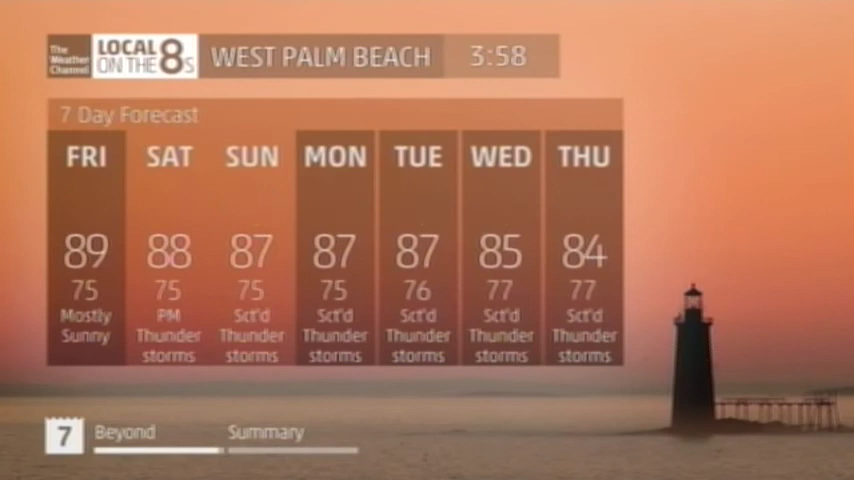 The Weather Channel
LOCAL ON THE 8s
WEST PALM BEACH
3:58
7 Day Forecast
FRI SAT SUN MON TUE WED THU
89 88 87 87 87 85 84
75 75 75 75 76 77 77
Mostly PM Sct'd Sct'd Sct'd Sct'd Sct'd
Sunny Thunder Thunder Thunder Thunder Thunder Thunder
storms storms storms storms storms storms
7 Beyond Summary